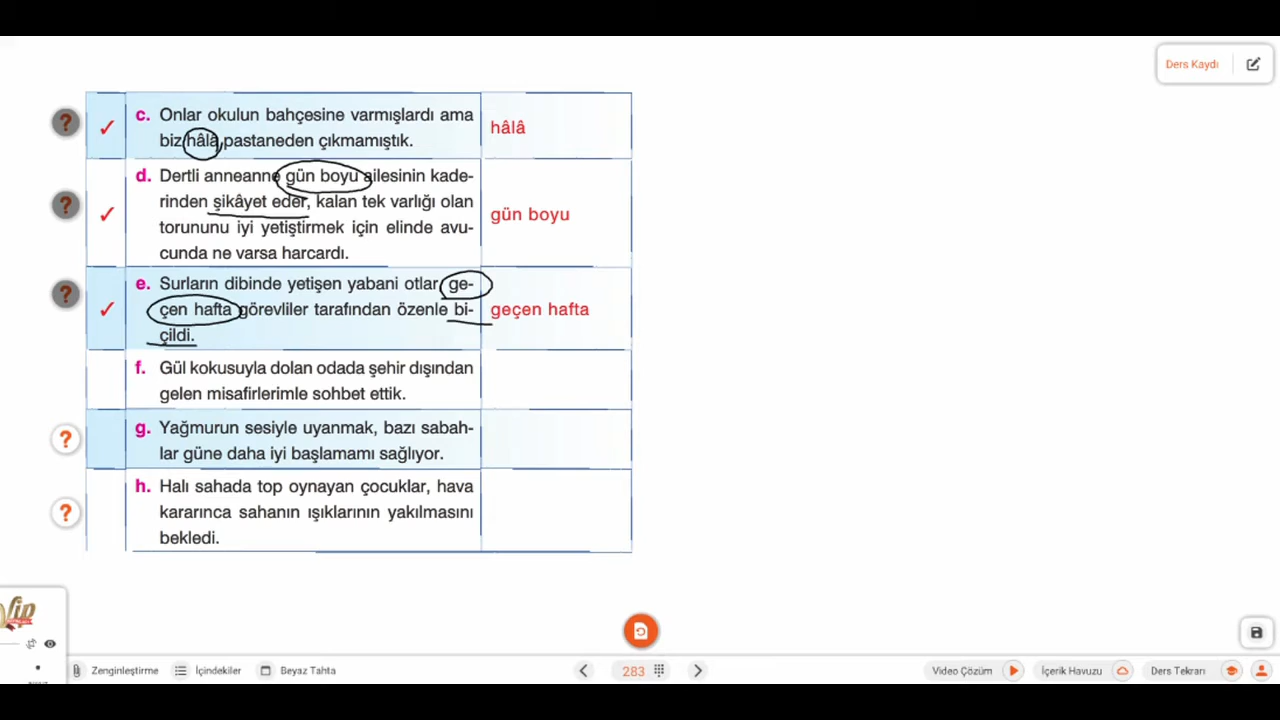 Ders Kaydı
c. Onlar okulun bahçesine varmışlardı ama
biz hâlâ pastaneden çıkmamıştık.
✓
hâlâ
d. Dertli anneanne gün boyu ailesinin kade-
rinden şikâyet eder, kalan tek varlığı olan
torununu iyi yetiştirmek için elinde avu-
cunda ne varsa harcardı.
✓
gün boyu
e. Surların dibinde yetişen yabani otlar ge-
çen hafta görevliler tarafından özenle bi-
çildi.
✓
geçen hafta
f. Gül kokusuyla dolan odada şehir dışından
gelen misafirlerimle sohbet ettik.
g. Yağmurun sesiyle uyanmak, bazı sabah-
lar güne daha iyi başlamamı sağlıyor.
h. Halı sahada top oynayan çocuklar, hava
kararınca sahanın ışıklarının yakılmasını
bekledi.
Zenginleştirme
İçindekiler
Beyaz Tahta
283
Video Çözüm
İçerik Havuzu
Ders Tekrarı